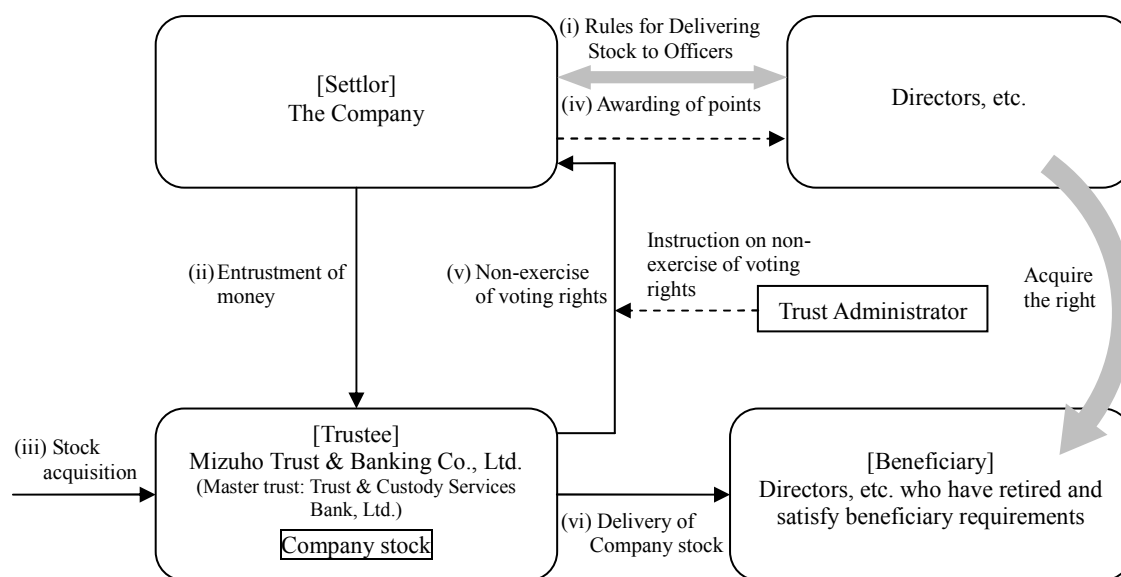 (i) Rules for Delivering
Stock to Officers
[Settlor]
The Company
(iv) Awarding of points
Directors, etc.
(ii) Entrustment of
money
(v) Non-exercise
of voting rights
Instruction on non-
exercise of voting
rights
Trust Administrator
Acquire
the right
(iii) Stock
acquisition
[Trustee]
Mizuho Trust & Banking Co., Ltd.
(Master trust: Trust & Custody Services
Bank, Ltd.)
Company stock
(vi) Delivery of
Company stock
[Beneficiary]
Directors, etc. who have retired and
satisfy beneficiary requirements